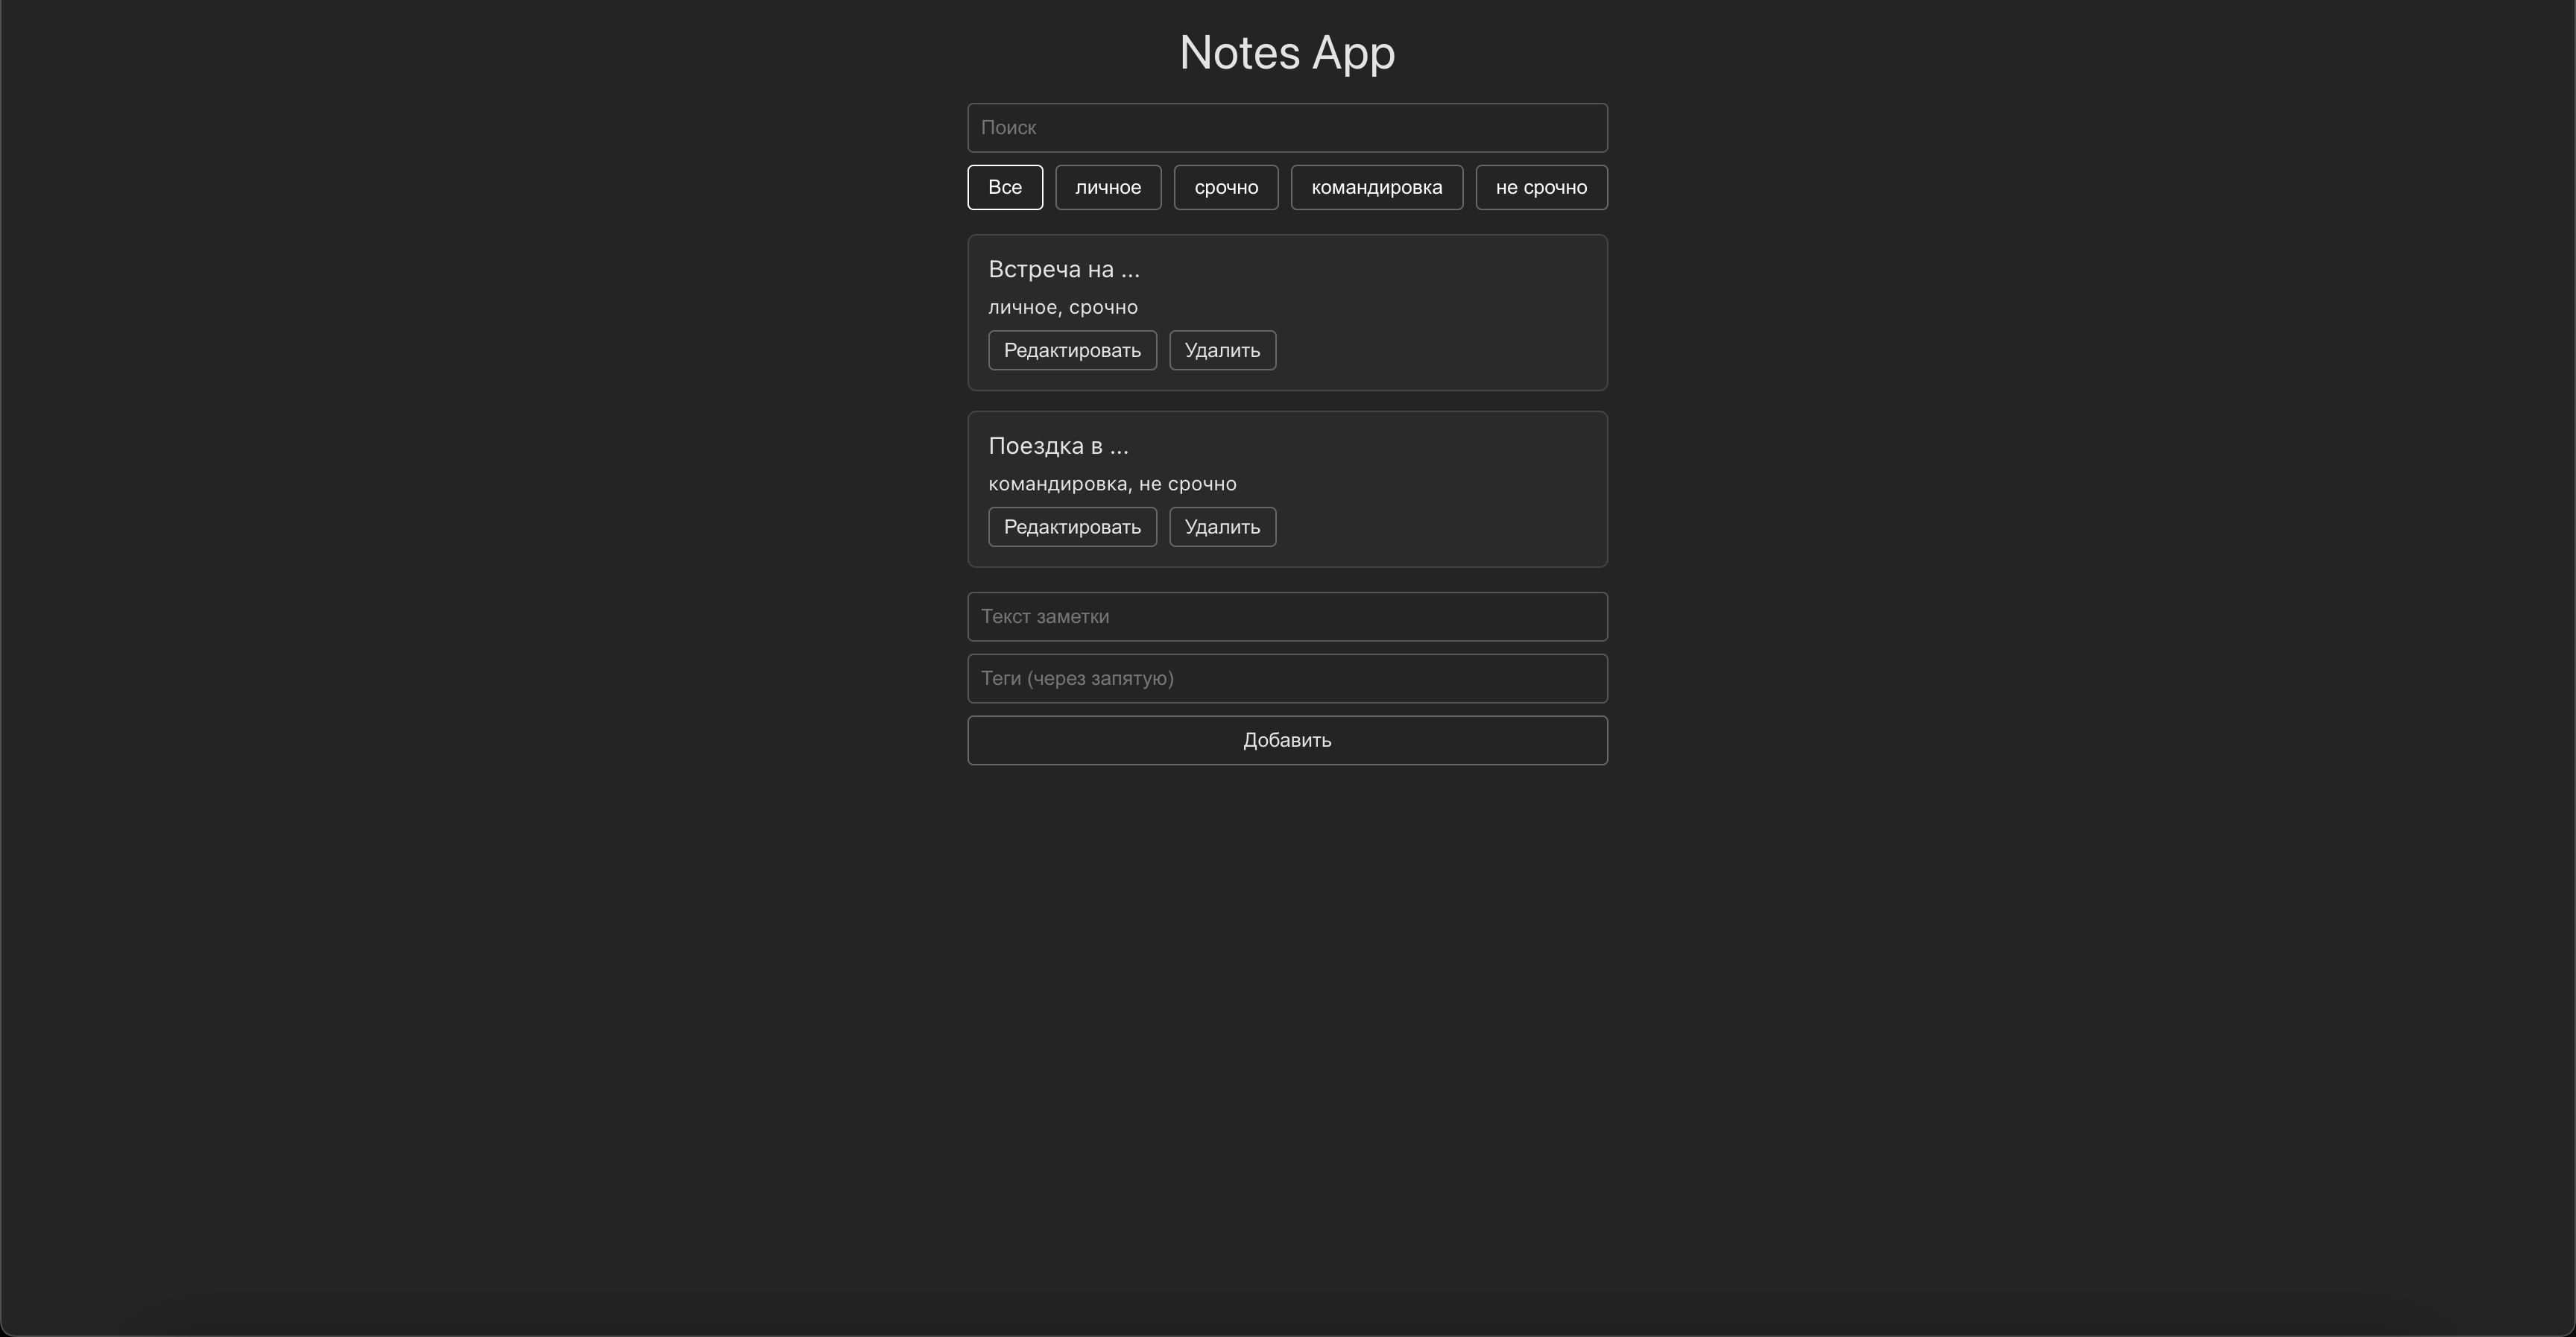 Notes App
Поиск
Все личное срочно командировка не срочно
Встреча на ...
личное, срочно
Редактировать Удалить
Поездка в ...
командировка, не срочно
Редактировать Удалить
Текст заметки
Теги (через запятую)
Добавить